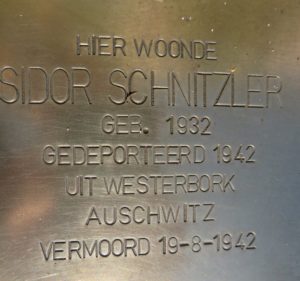 HIER WOONDE
SIDOR SCHNITZLER
GEB. 1932
GEDEPORTEERD 1942
UIT WESTERBORK
AUSCHWITZ
VERMOORD 19-8-1942